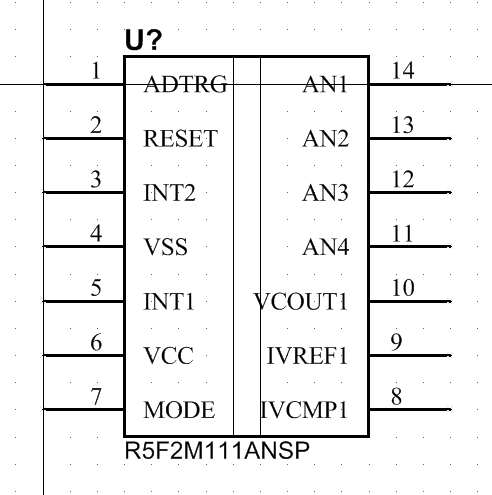 U?
1 ADTRG AN1 14
2 RESET AN2 13
3 INT2 AN3 12
4 VSS AN4 11
5 INT1 VCOUT1 10
6 VCC IVREF1 9
7 MODE IVCMP1 8
R5F2M111ANSP